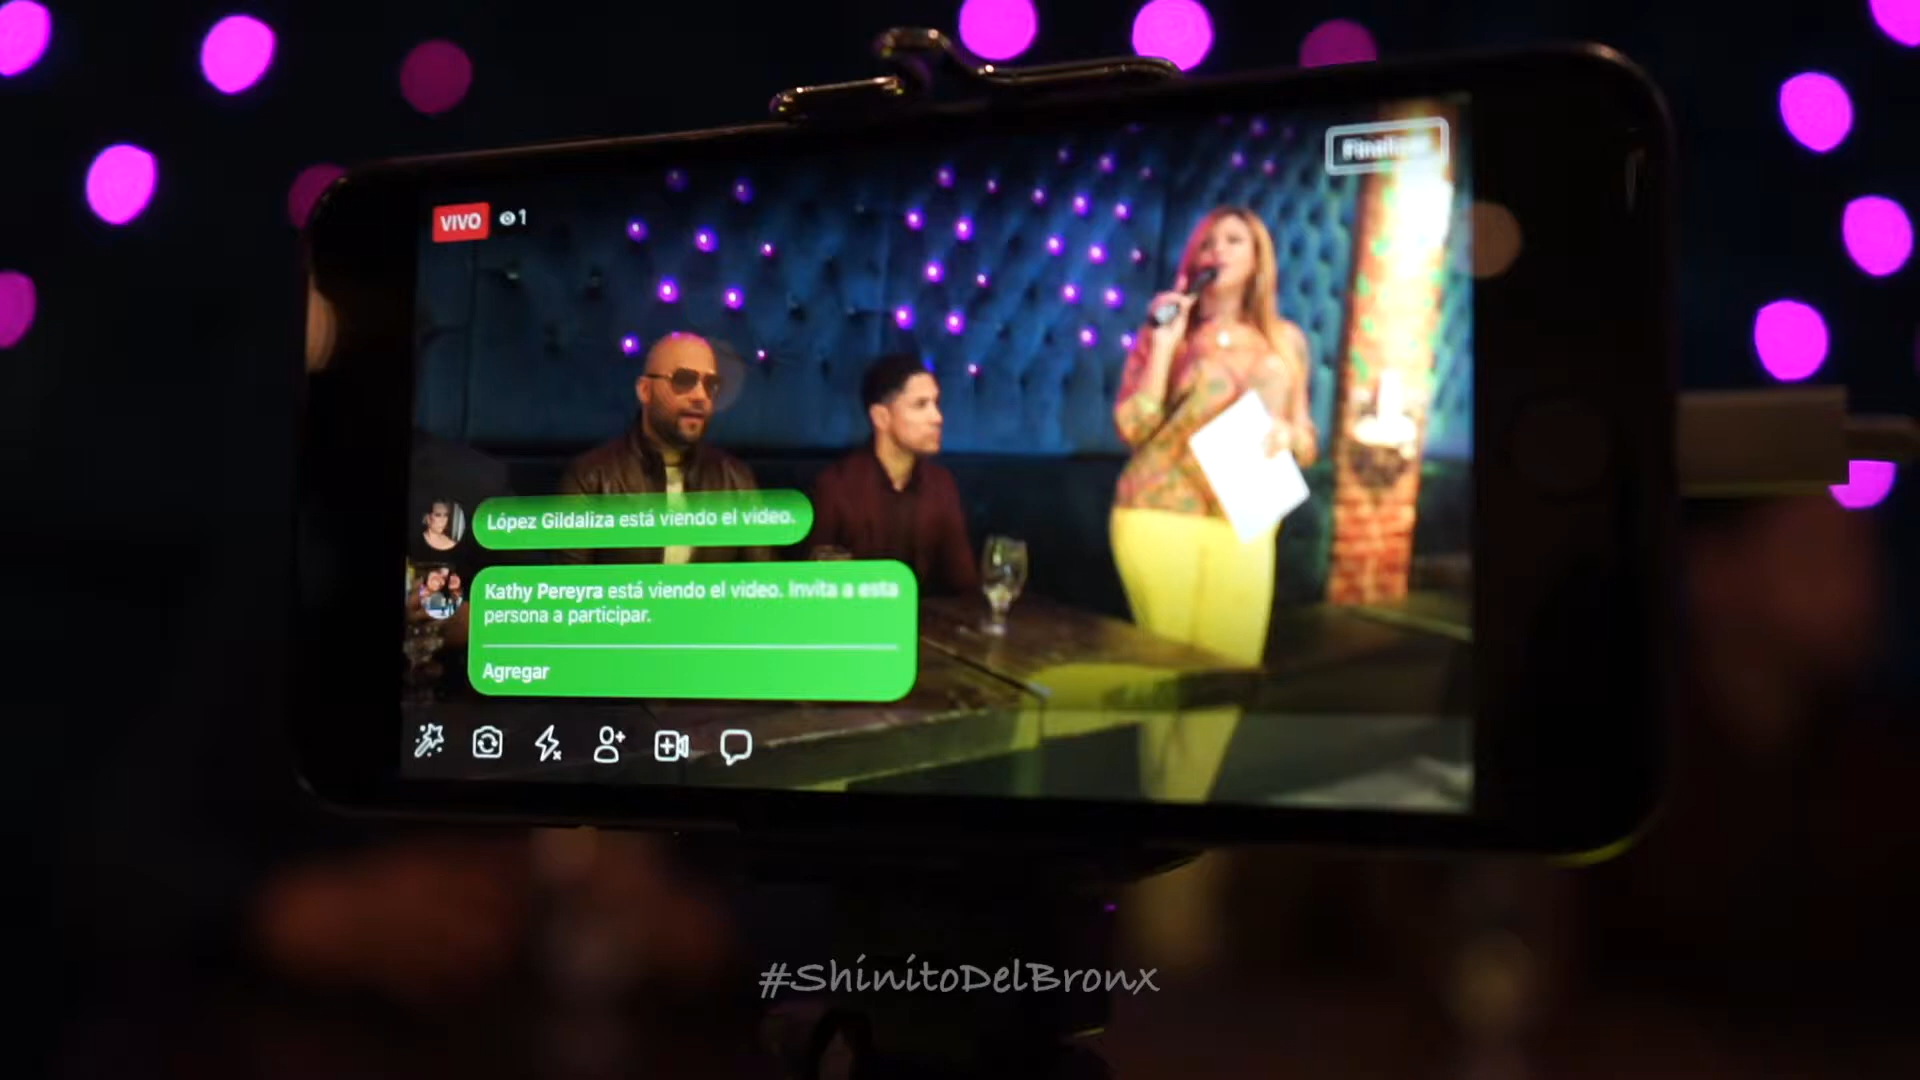 Finalizar
VIVO 1
López Gildaliza está viendo el video.
Kathy Pereyra está viendo el video. Invita a esta
persona a participar.
Agregar
#ShinitoDelBronx